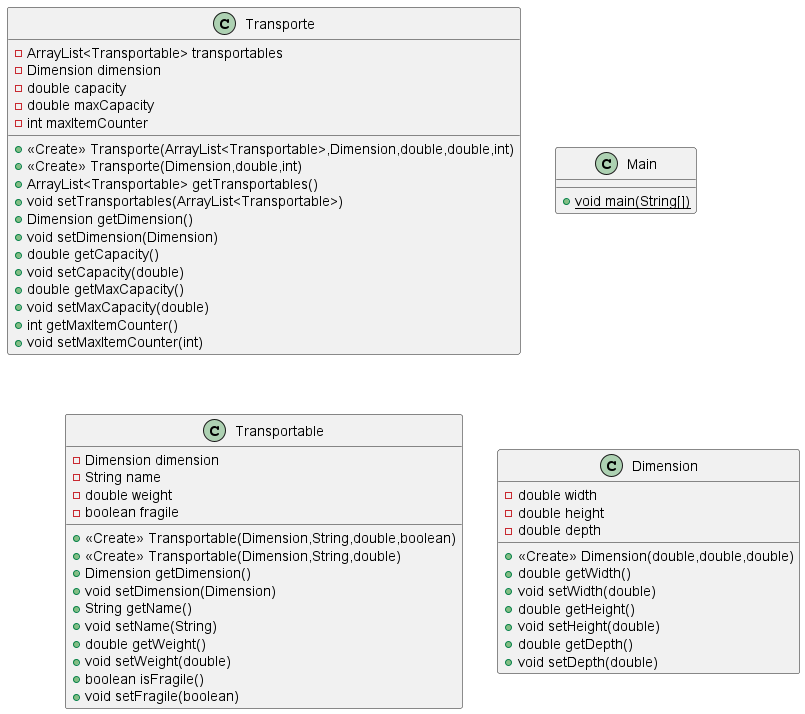 C Transporte
ArrayList<Transportable> transportables
Dimension dimension
double capacity
double maxCapacity
int maxItemCounter
«Create» Transporte(ArrayList<Transportable>,Dimension,double,double,int)
«Create» Transporte(Dimension,double,int)
ArrayList<Transportable> getTransportables()
void setTransportables(ArrayList<Transportable>)
Dimension getDimension()
void setDimension(Dimension)
double getCapacity()
void setCapacity(double)
double getMaxCapacity()
void setMaxCapacity(double)
int getMaxItemCounter()
void setMaxItemCounter(int)
C Main
void main(String[])
C Transportable
Dimension dimension
String name
double weight
boolean fragile
«Create» Transportable(Dimension,String,double,boolean)
«Create» Transportable(Dimension,String,double)
Dimension getDimension()
void setDimension(Dimension)
String getName()
void setName(String)
double getWeight()
void setWeight(double)
boolean isFragile()
void setFragile(boolean)
C Dimension
double width
double height
double depth
«Create» Dimension(double,double,double)
double getWidth()
void setWidth(double)
double getHeight()
void setHeight(double)
double getDepth()
void setDepth(double)